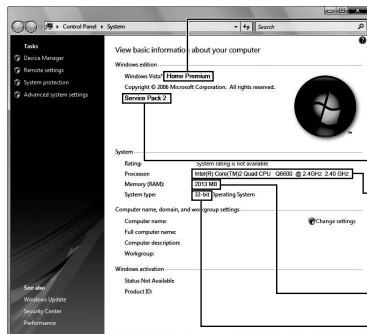 Control Panel ▸ System
Search
Tasks
Device Manager
Remote settings
System protection
Advanced system settings
See also
Windows Update
Security Center
Performance
View basic information about your computer
Windows edition
Windows Vista™ Home Premium
Copyright © 2006 Microsoft Corporation. All rights reserved.
Service Pack 2
System
Rating: System rating is not available
Processor: Intel(R) Core(TM)2 Quad CPU Q6600 @ 2.4GHz 2.40 GHz
Memory (RAM): 2013 MB
System type: 32-bit Operating System
Computer name, domain, and workgroup settings
Computer name:
Change settings
Full computer name:
Computer description:
Workgroup:
Windows activation
Status Not Available
Product ID: